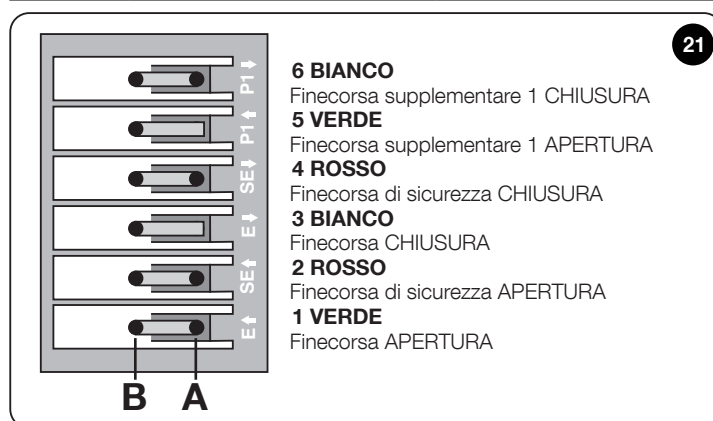 21
6 BIANCO
Finecorsa supplementare 1 CHIUSURA
5 VERDE
Finecorsa supplementare 1 APERTURA
4 ROSSO
Finecorsa di sicurezza CHIUSURA
3 BIANCO
Finecorsa CHIUSURA
2 ROSSO
Finecorsa di sicurezza APERTURA
1 VERDE
Finecorsa APERTURA
P1 ↓
P1 ↑
SE ↓
E ↓
SE ↑
E ↑
B A